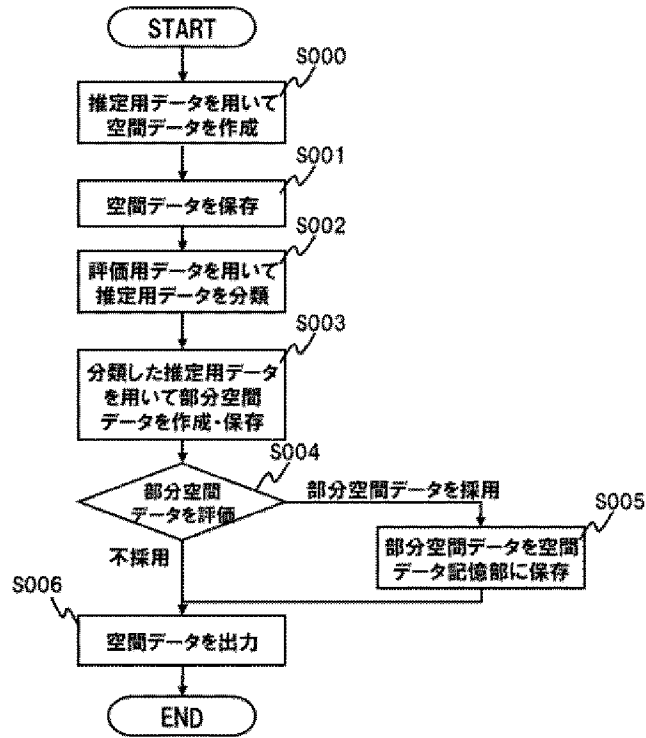 START
S000
推定用データを用いて
空間データを作成
S001
空間データを保存
S002
評価用データを用いて
推定用データを分類
S003
分類した推定用データ
を用いて部分空間
データを作成・保存
S004
部分空間
データを評価
部分空間データを採用
S005
部分空間データを空間
データ記憶部に保存
不採用
S006
空間データを出力
END